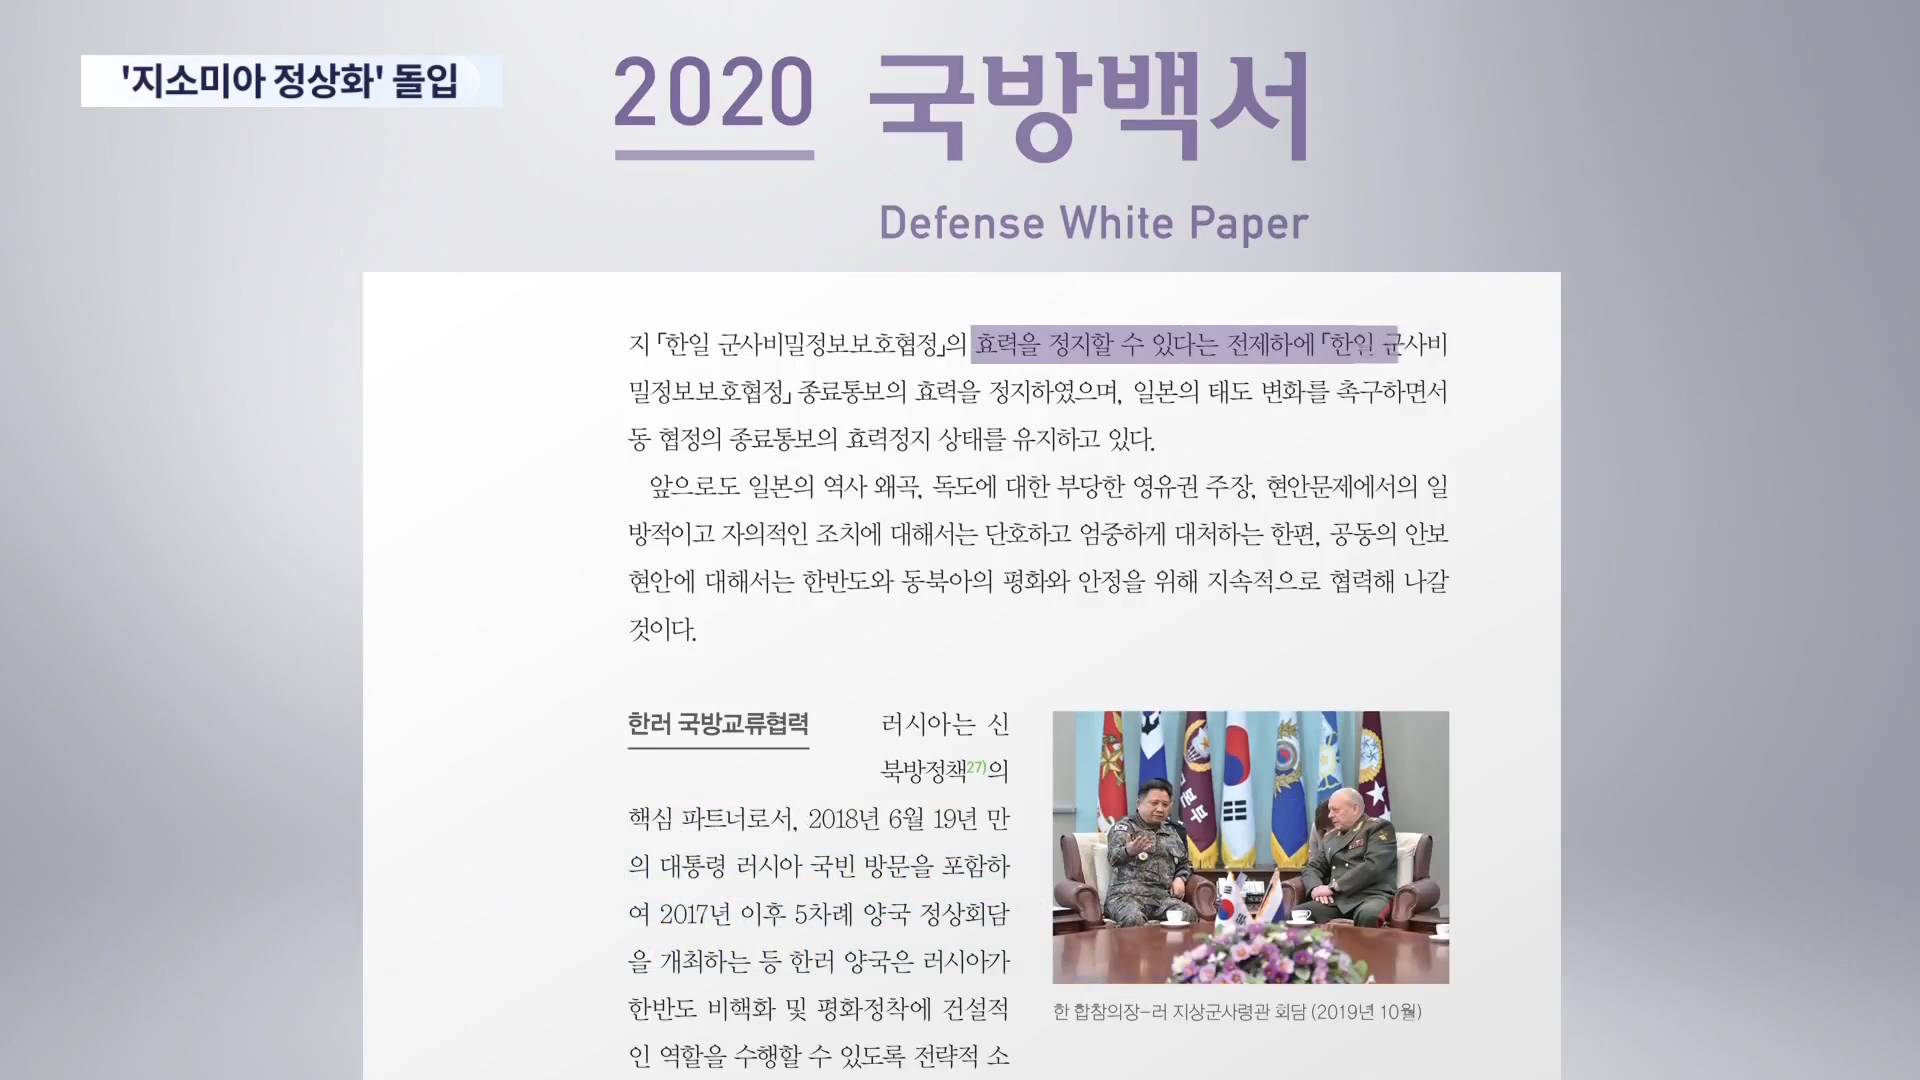 '지소미아 정상화' 돌입
2020 국방백서
Defense White Paper
지 「한일 군사비밀정보보호협정」의 효력을 정지할 수 있다는 전제하에 「한일 군사비
밀정보보호협정」 종료통보의 효력을 정지하였으며, 일본의 태도 변화를 촉구하면서
동 협정의 종료통보의 효력정지 상태를 유지하고 있다.
앞으로도 일본의 역사 왜곡, 독도에 대한 부당한 영유권 주장, 현안문제에서의 일
방적이고 자의적인 조치에 대해서는 단호하고 엄중하게 대처하는 한편, 공동의 안보
현안에 대해서는 한반도와 동북아의 평화와 안정을 위해 지속적으로 협력해 나갈
것이다.
한러 국방교류협력
러시아는 신
북방정책27)의
핵심 파트너로서, 2018년 6월 19년 만
의 대통령 러시아 국빈 방문을 포함하
여 2017년 이후 5차례 양국 정상회담
을 개최하는 등 한러 양국은 러시아가
한반도 비핵화 및 평화정착에 건설적
인 역할을 수행할 수 있도록 전략적 소
한 합참의장-러 지상군사령관 회담 (2019년 10월)